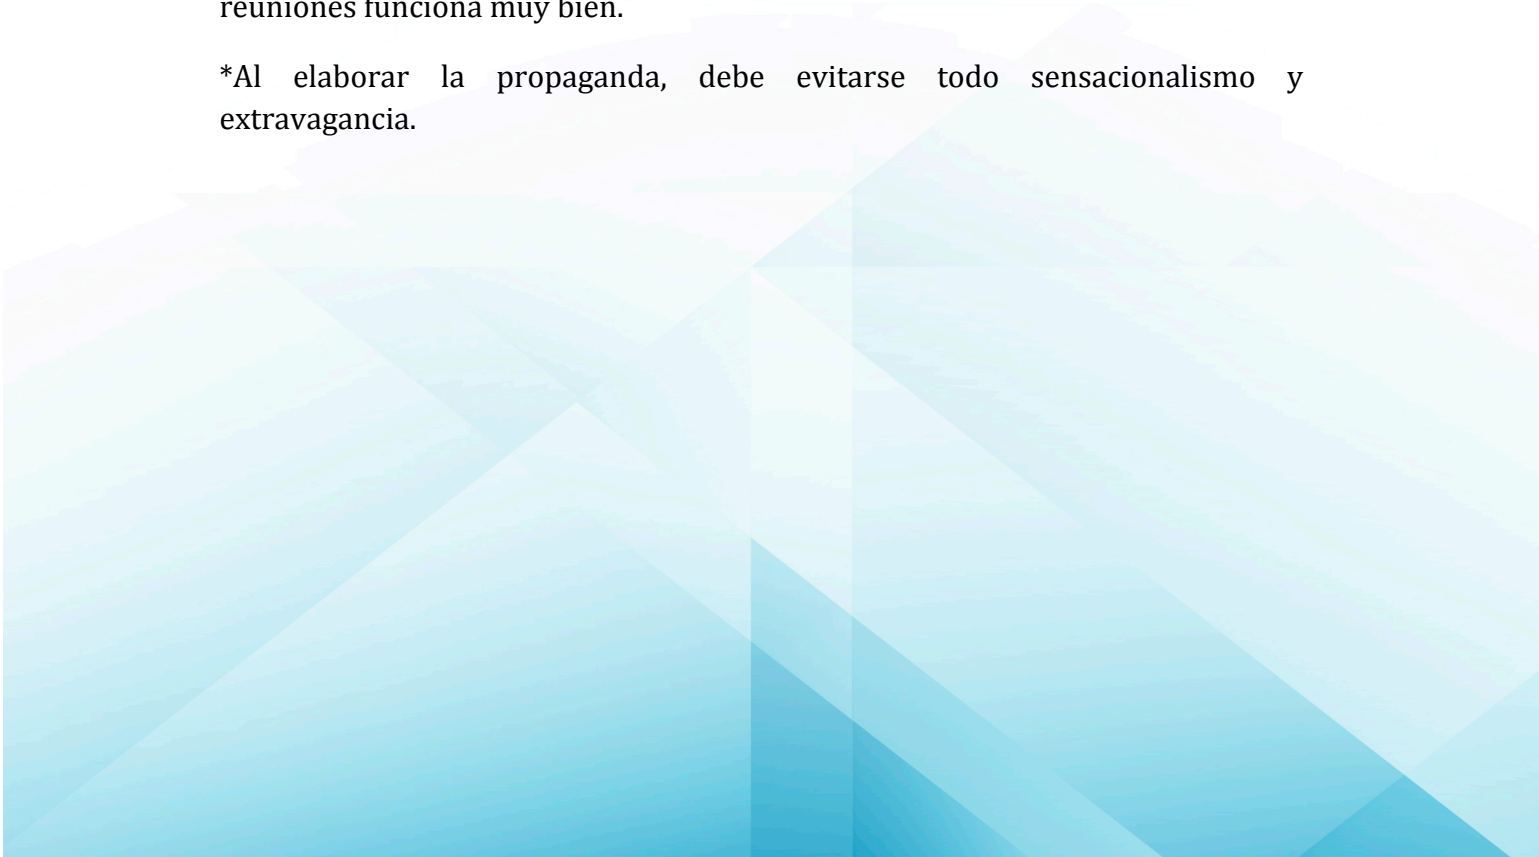 reuniones funciona muy bien.
*Al elaborar la propaganda, debe evitarse todo sensacionalismo y
extravagancia.